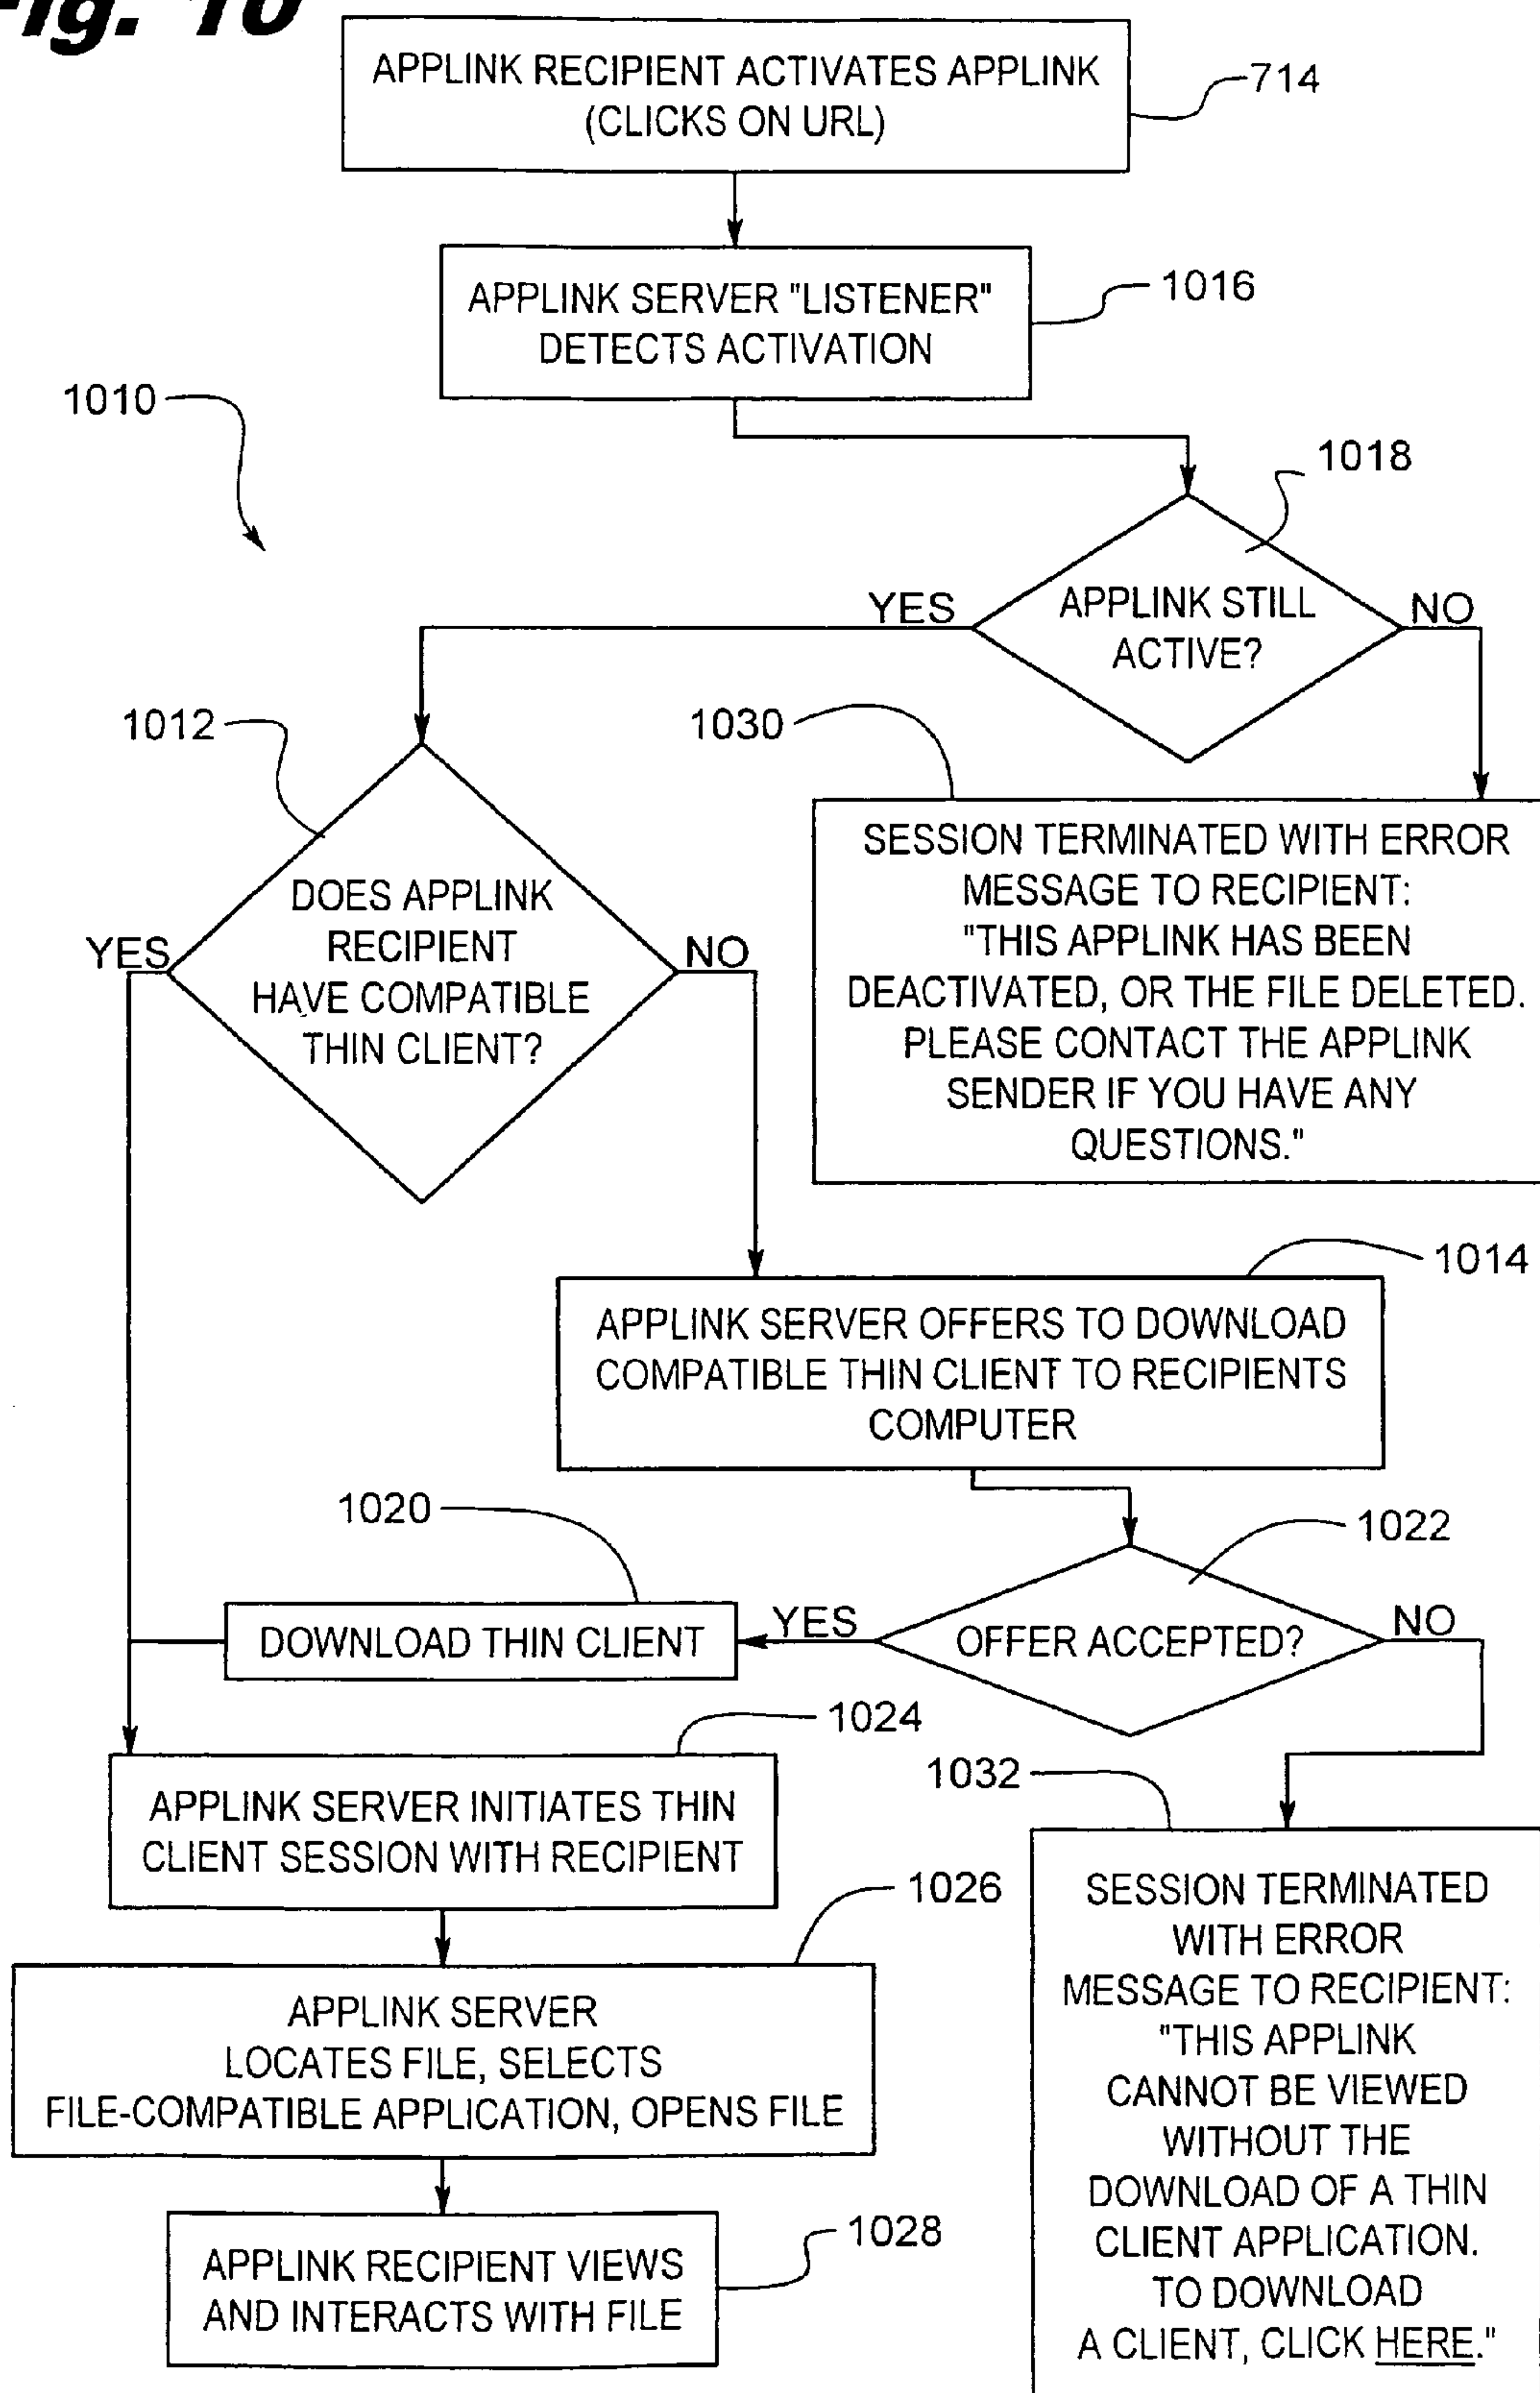 Fig. 10
APPLINK RECIPIENT ACTIVATES APPLINK
(CLICKS ON URL)
714
APPLINK SERVER "LISTENER"
DETECTS ACTIVATION
1016
1010
1018
APPLINK STILL
ACTIVE?
YES
NO
1012
1030
DOES APPLINK
RECIPIENT
HAVE COMPATIBLE
THIN CLIENT?
YES
NO
SESSION TERMINATED WITH ERROR
MESSAGE TO RECIPIENT:
"THIS APPLINK HAS BEEN
DEACTIVATED, OR THE FILE DELETED.
PLEASE CONTACT THE APPLINK
SENDER IF YOU HAVE ANY
QUESTIONS."
1014
APPLINK SERVER OFFERS TO DOWNLOAD
COMPATIBLE THIN CLIENT TO RECIPIENTS
COMPUTER
1020
1022
DOWNLOAD THIN CLIENT
YES
OFFER ACCEPTED?
NO
1024
APPLINK SERVER INITIATES THIN
CLIENT SESSION WITH RECIPIENT
1032
1026
APPLINK SERVER
LOCATES FILE, SELECTS
FILE-COMPATIBLE APPLICATION, OPENS FILE
1028
APPLINK RECIPIENT VIEWS
AND INTERACTS WITH FILE
SESSION TERMINATED
WITH ERROR
MESSAGE TO RECIPIENT:
"THIS APPLINK
CANNOT BE VIEWED
WITHOUT THE
DOWNLOAD OF A THIN
CLIENT APPLICATION.
TO DOWNLOAD
A CLIENT, CLICK HERE."